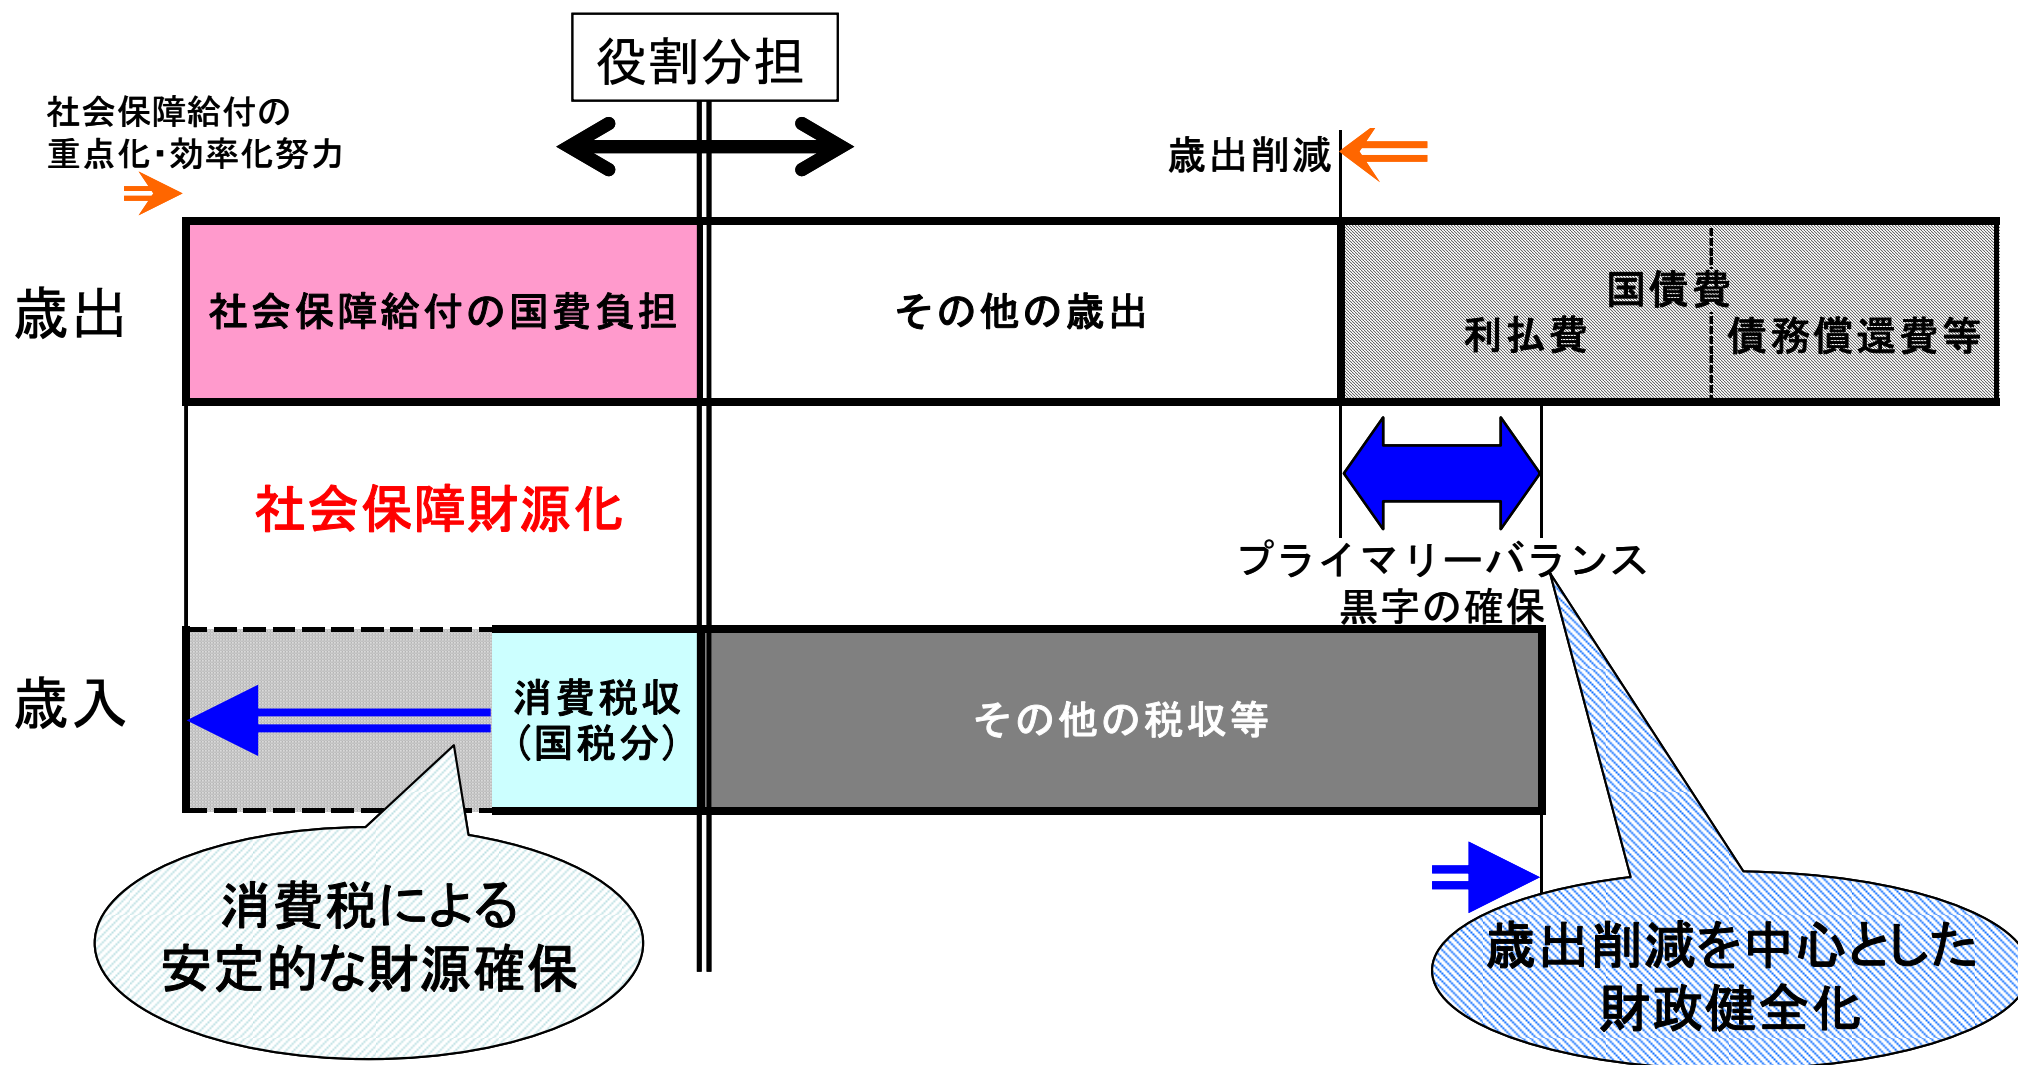 役割分担
社会保障給付の
重点化・効率化努力
歳出削減
歳出
社会保障給付の国費負担
その他の歳出
国債費
利払費
債務償還費等
社会保障財源化
プライマリーバランス
黒字の確保
歳入
消費税収
（国税分）
その他の税収等
消費税による
安定的な財源確保
歳出削減を中心とした
財政健全化